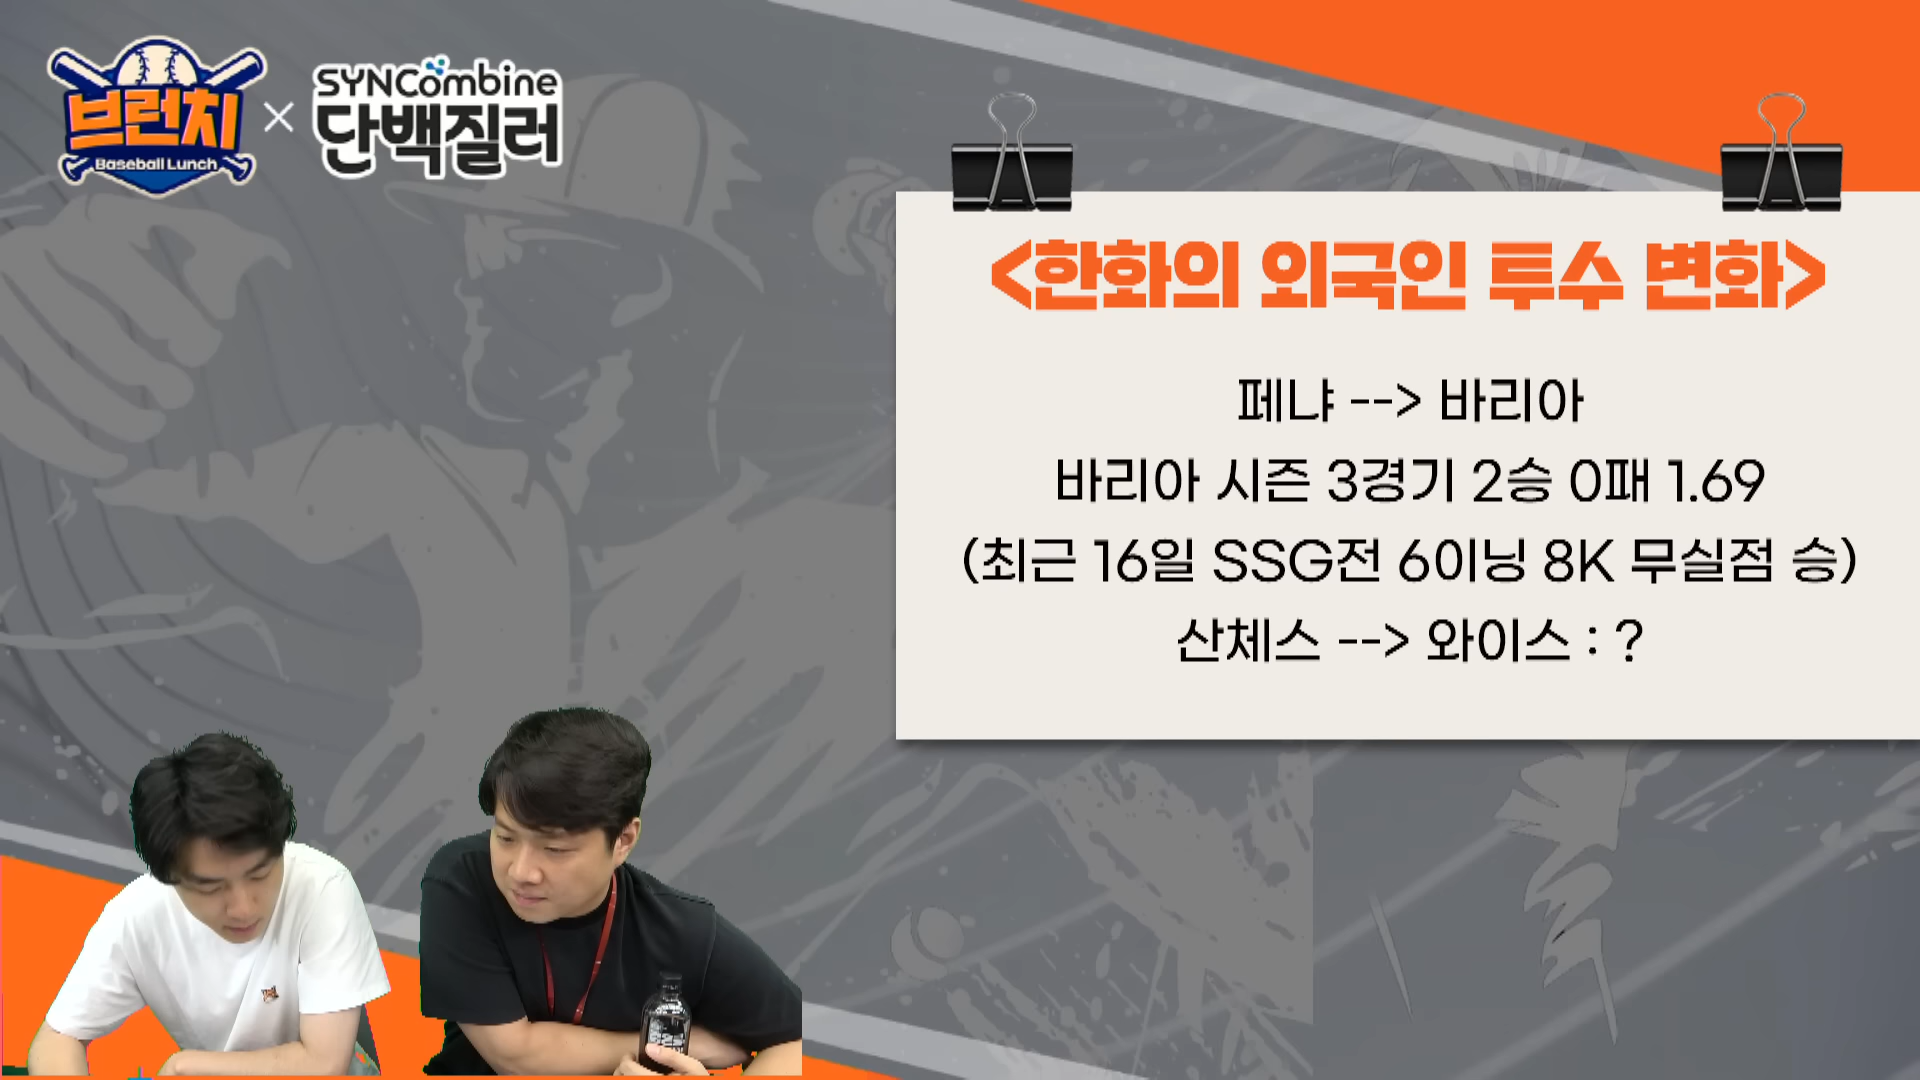 브런치
Baseball Lunch
×
SYNCombine
단백질러
<한화의 외국인 투수 변화>
페냐 --> 바리아
바리아 시즌 3경기 2승 0패 1.69
(최근 16일 SSG전 6이닝 8K 무실점 승)
산체스 --> 와이스 : ?